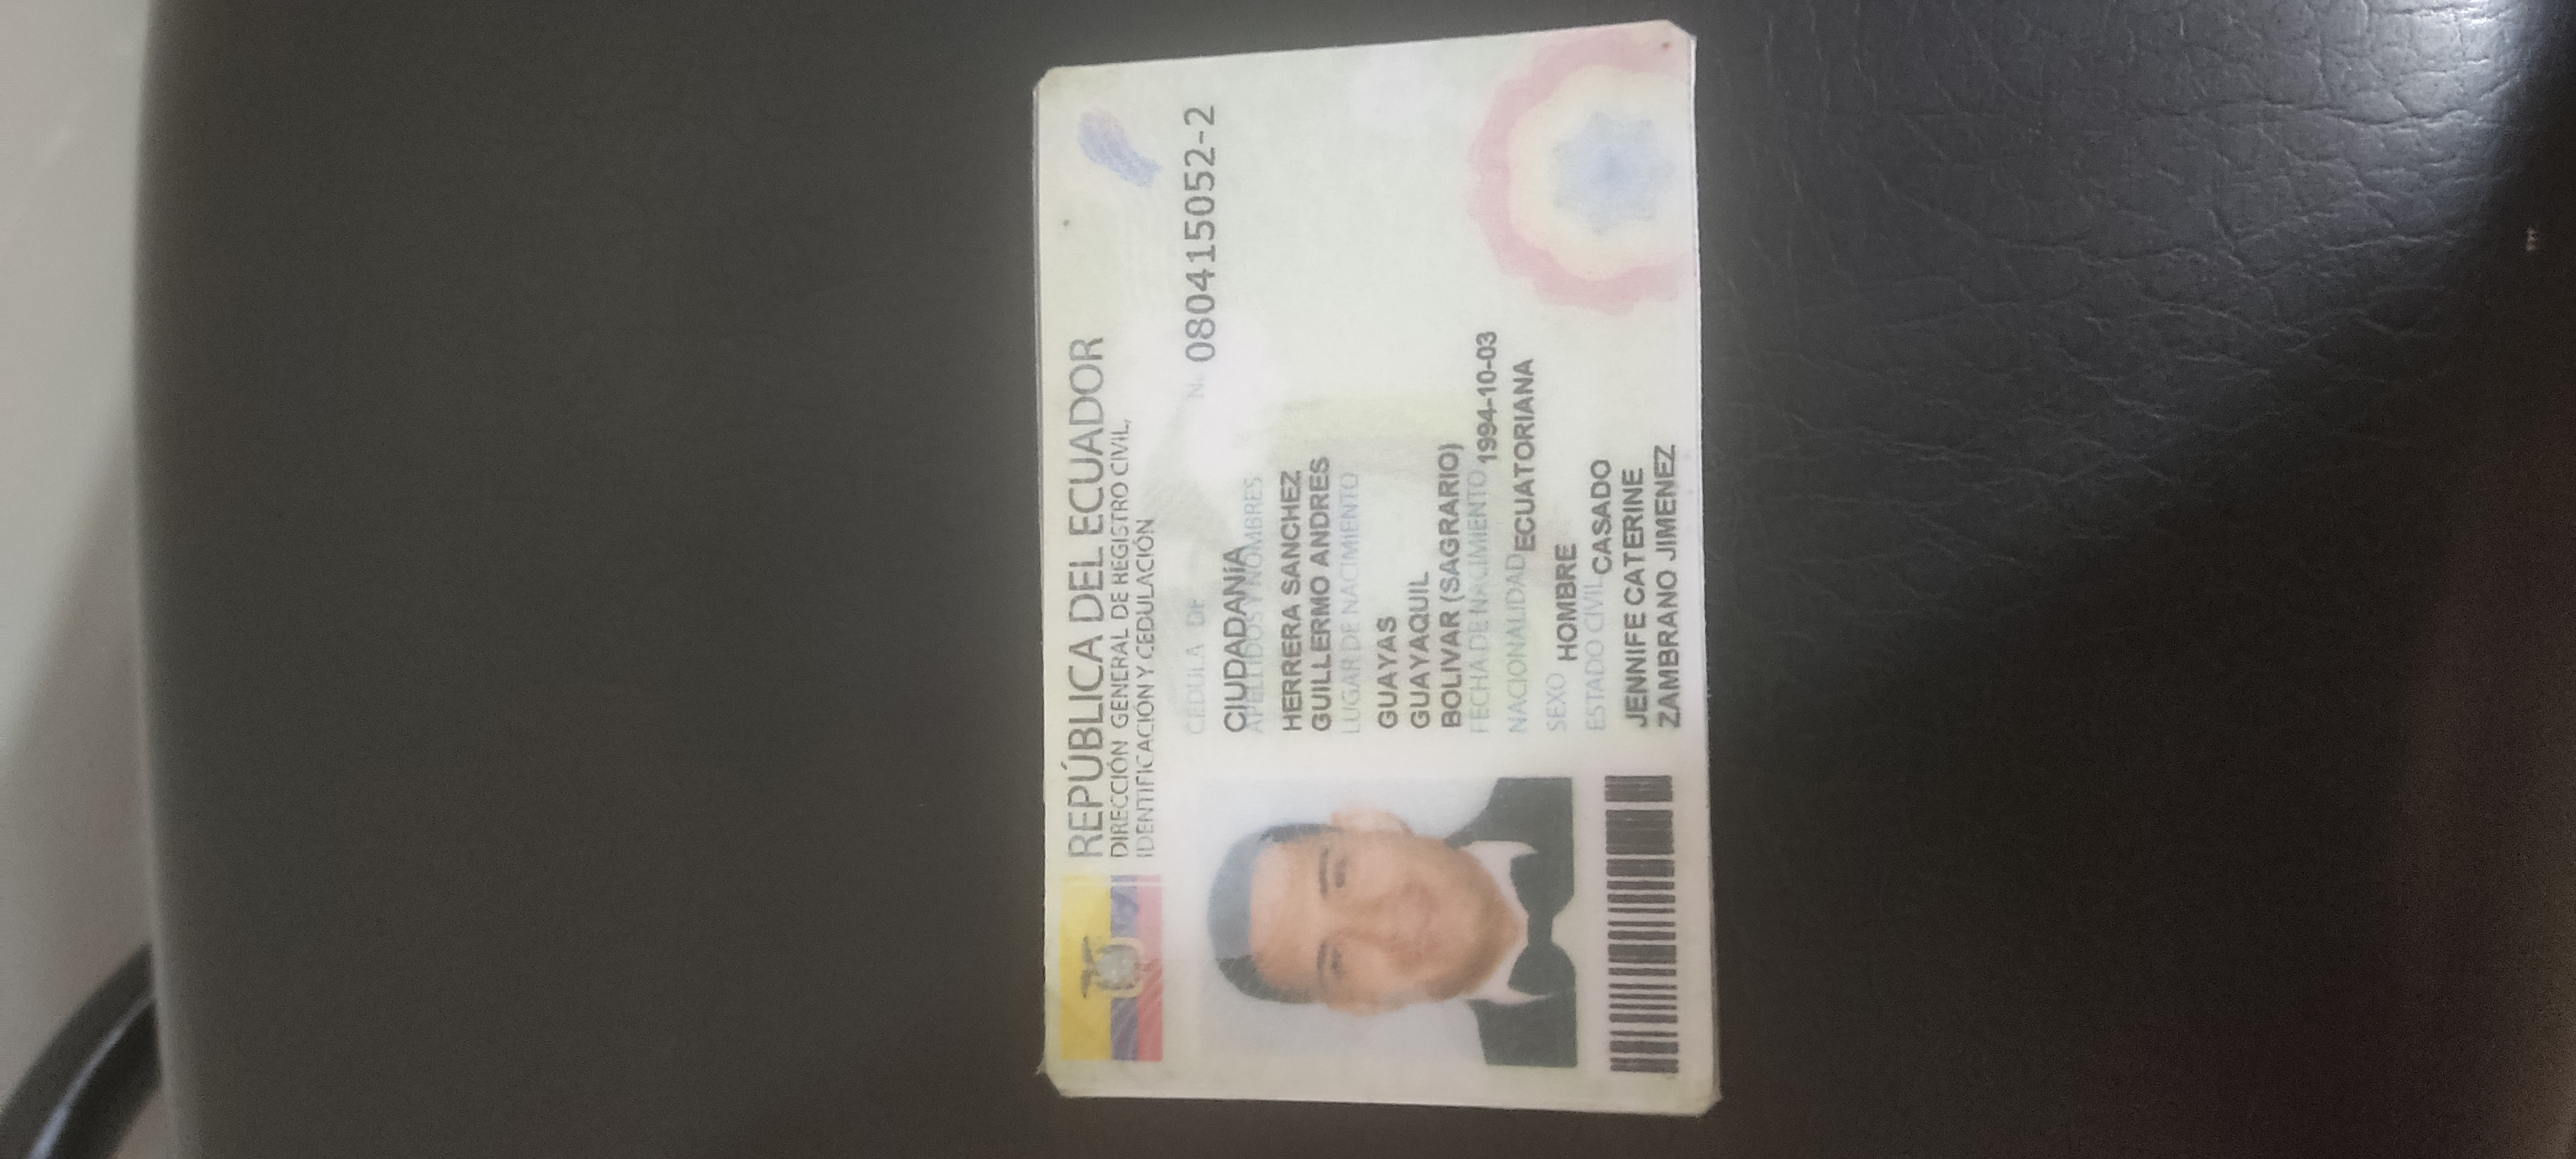 REPÚBLICA DEL ECUADOR
DIRECCIÓN GENERAL DE REGISTRO CIVIL,
IDENTIFICACIÓN Y CEDULACIÓN
CÉDULA DE N. 080415052-2
CIUDADANÍA
APELLIDOS Y NOMBRES
HERRERA SANCHEZ
GUILLERMO ANDRES
LUGAR DE NACIMIENTO
GUAYAS
GUAYAQUIL
BOLIVAR (SAGRARIO)
FECHA DE NACIMIENTO 1994-10-03
NACIONALIDAD ECUATORIANA
SEXO HOMBRE
ESTADO CIVIL CASADO
JENNIFE CATERINE
ZAMBRANO JIMENEZ